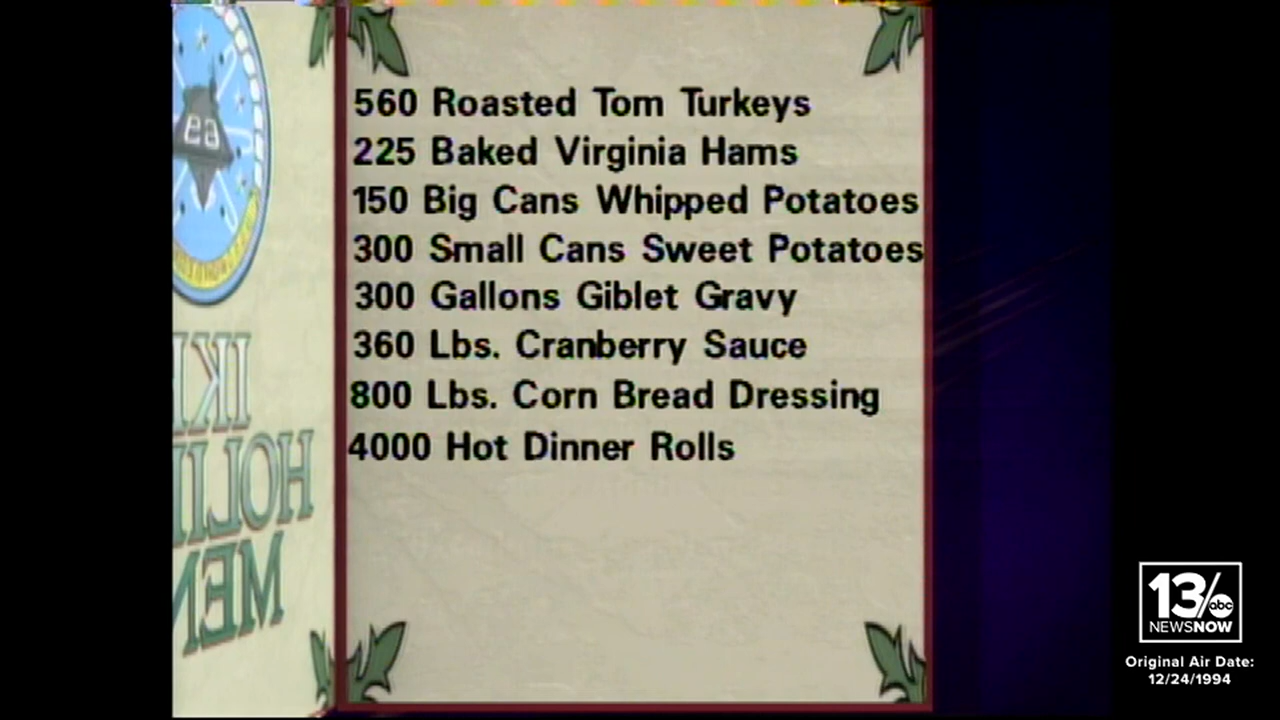 560 Roasted Tom Turkeys
225 Baked Virginia Hams
150 Big Cans Whipped Potatoes
300 Small Cans Sweet Potatoes
300 Gallons Giblet Gravy
360 Lbs. Cranberry Sauce
800 Lbs. Corn Bread Dressing
4000 Hot Dinner Rolls
69
13/abc
NEWSNOW
Original Air Date:
12/24/1994